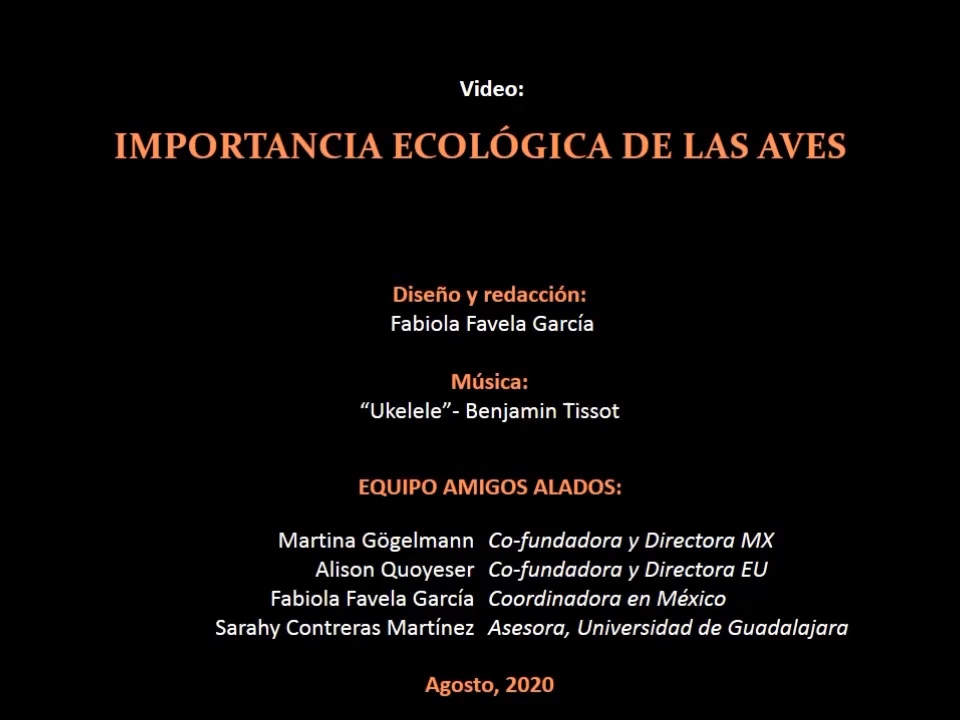 Video:
IMPORTANCIA ECOLÓGICA DE LAS AVES
Diseño y redacción:
Fabiola Favela García
Música:
“Ukelele”- Benjamin Tissot
EQUIPO AMIGOS ALADOS:
Martina Gögelmann Co-fundadora y Directora MX
Alison Quoyeser Co-fundadora y Directora EU
Fabiola Favela García Coordinadora en México
Sarahy Contreras Martínez Asesora, Universidad de Guadalajara
Agosto, 2020